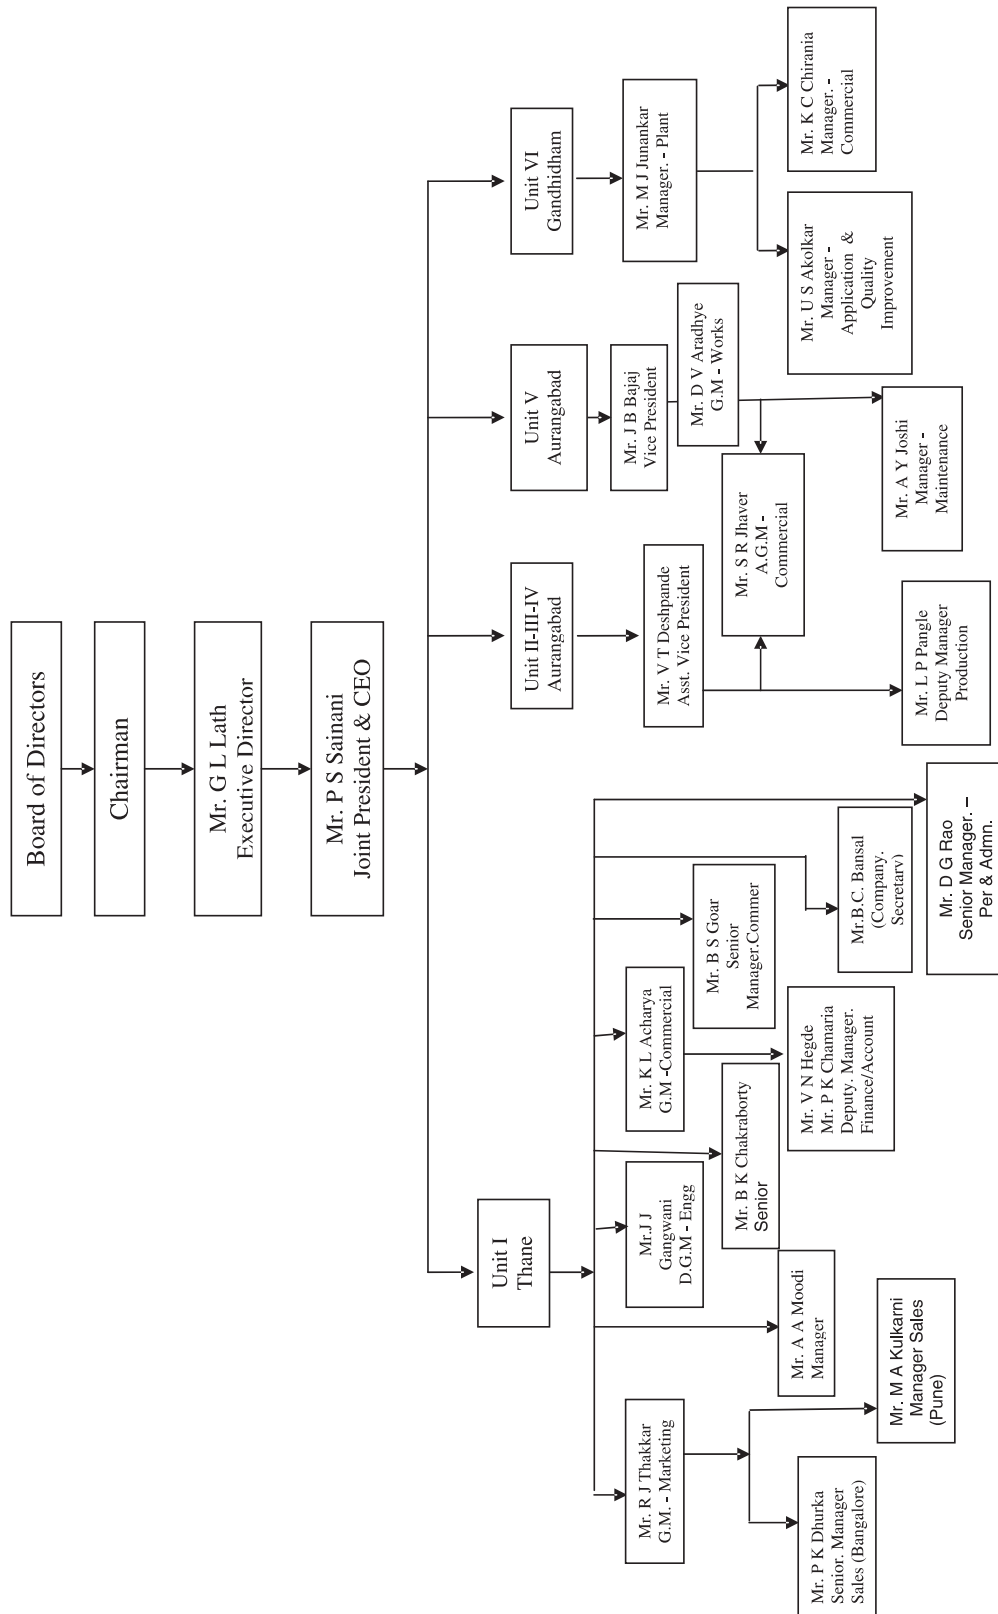 Board of Directors
Chairman
Mr. G L Lath
Executive Director
Mr. P S Sainani
Joint President & CEO
Unit I
Thane
Unit II-III-IV
Aurangabad
Unit V
Aurangabad
Unit VI
Gandhidham
Mr. R J Thakkar
G.M. - Marketing
Mr. P K Dhurka
Senior. Manager
Sales (Bangalore)
Mr. M A Kulkarni
Manager Sales
(Pune)
Mr. A A Moodi
Manager
Mr.J J
Gangwani
D.G.M - Engg
Mr. B K Chakraborty
Senior
Mr. K L Acharya
G.M -Commercial
Mr. V N Hegde
Mr. P K Chamaria
Deputy. Manager.
Finance/Account
Mr. B S Goar
Senior
Manager.Commer
Mr.B.C. Bansal
(Company.
Secretary)
Mr. D G Rao
Senior Manager. –
Per & Admn.
Mr. V T Deshpande
Asst. Vice President
Mr. L P Pangle
Deputy Manager
Production
Mr. S R Jhaver
A.G.M -
Commercial
Mr. J B Bajaj
Vice President
Mr. D V Aradhye
G.M - Works
Mr. A Y Joshi
Manager -
Maintenance
Mr. M J Junankar
Manager. - Plant
Mr. U S Akolkar
Manager -
Application &
Quality
Improvement
Mr. K C Chirania
Manager. -
Commercial